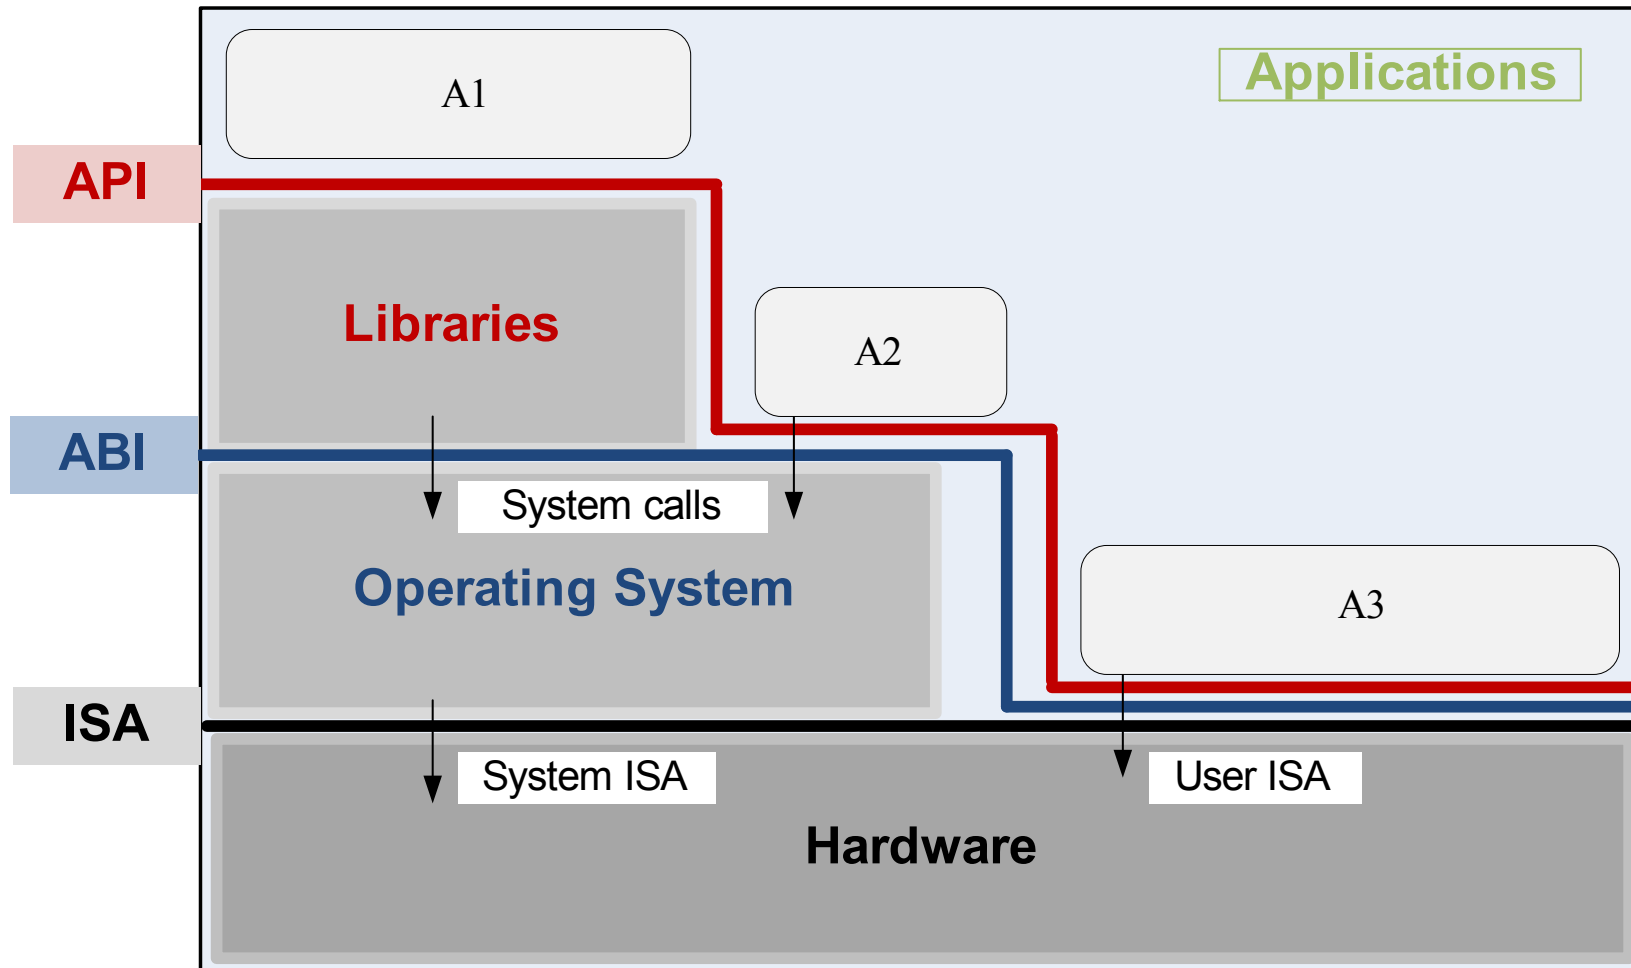 A1
Applications
API
Libraries
A2
ABI
System calls
Operating System
A3
ISA
System ISA
User ISA
Hardware